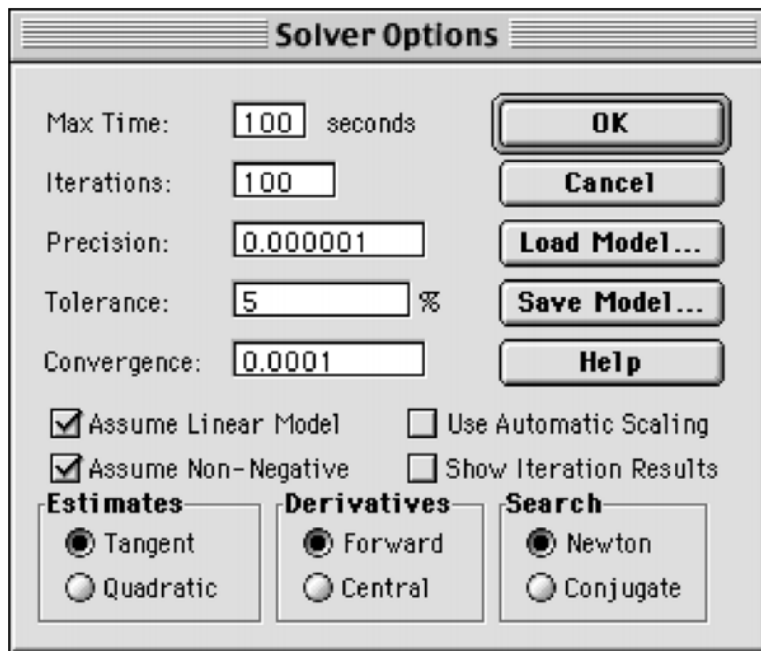 Solver Options
Max Time: 100 seconds
OK
Iterations: 100
Cancel
Precision: 0.000001
Load Model...
Tolerance: 5 %
Save Model...
Convergence: 0.0001
Help
Assume Linear Model
Use Automatic Scaling
Assume Non-Negative
Show Iteration Results
Estimates
Tangent
Quadratic
Derivatives
Forward
Central
Search
Newton
Conjugate